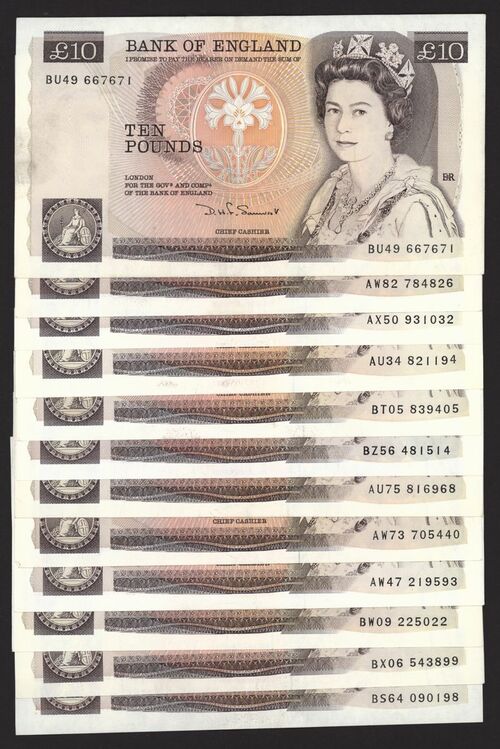 £10 BANK OF ENGLAND £10
I PROMISE TO PAY THE BEARER ON DEMAND THE SUM OF
BU49 667671
TEN
POUNDS
LONDON
FOR THE GOVR AND COMPA
OF THE BANK OF ENGLAND
BR
CHIEF CASHIER
BU49 667671
AW82 784826
AX50 931032
AU34 821194
CHIEF CASHIER
BT05 839405
BZ56 481514
AU75 816968
CHIEF CASHIER
AW73 705440
AW47 219593
BW09 225022
BX06 543899
BS64 090198